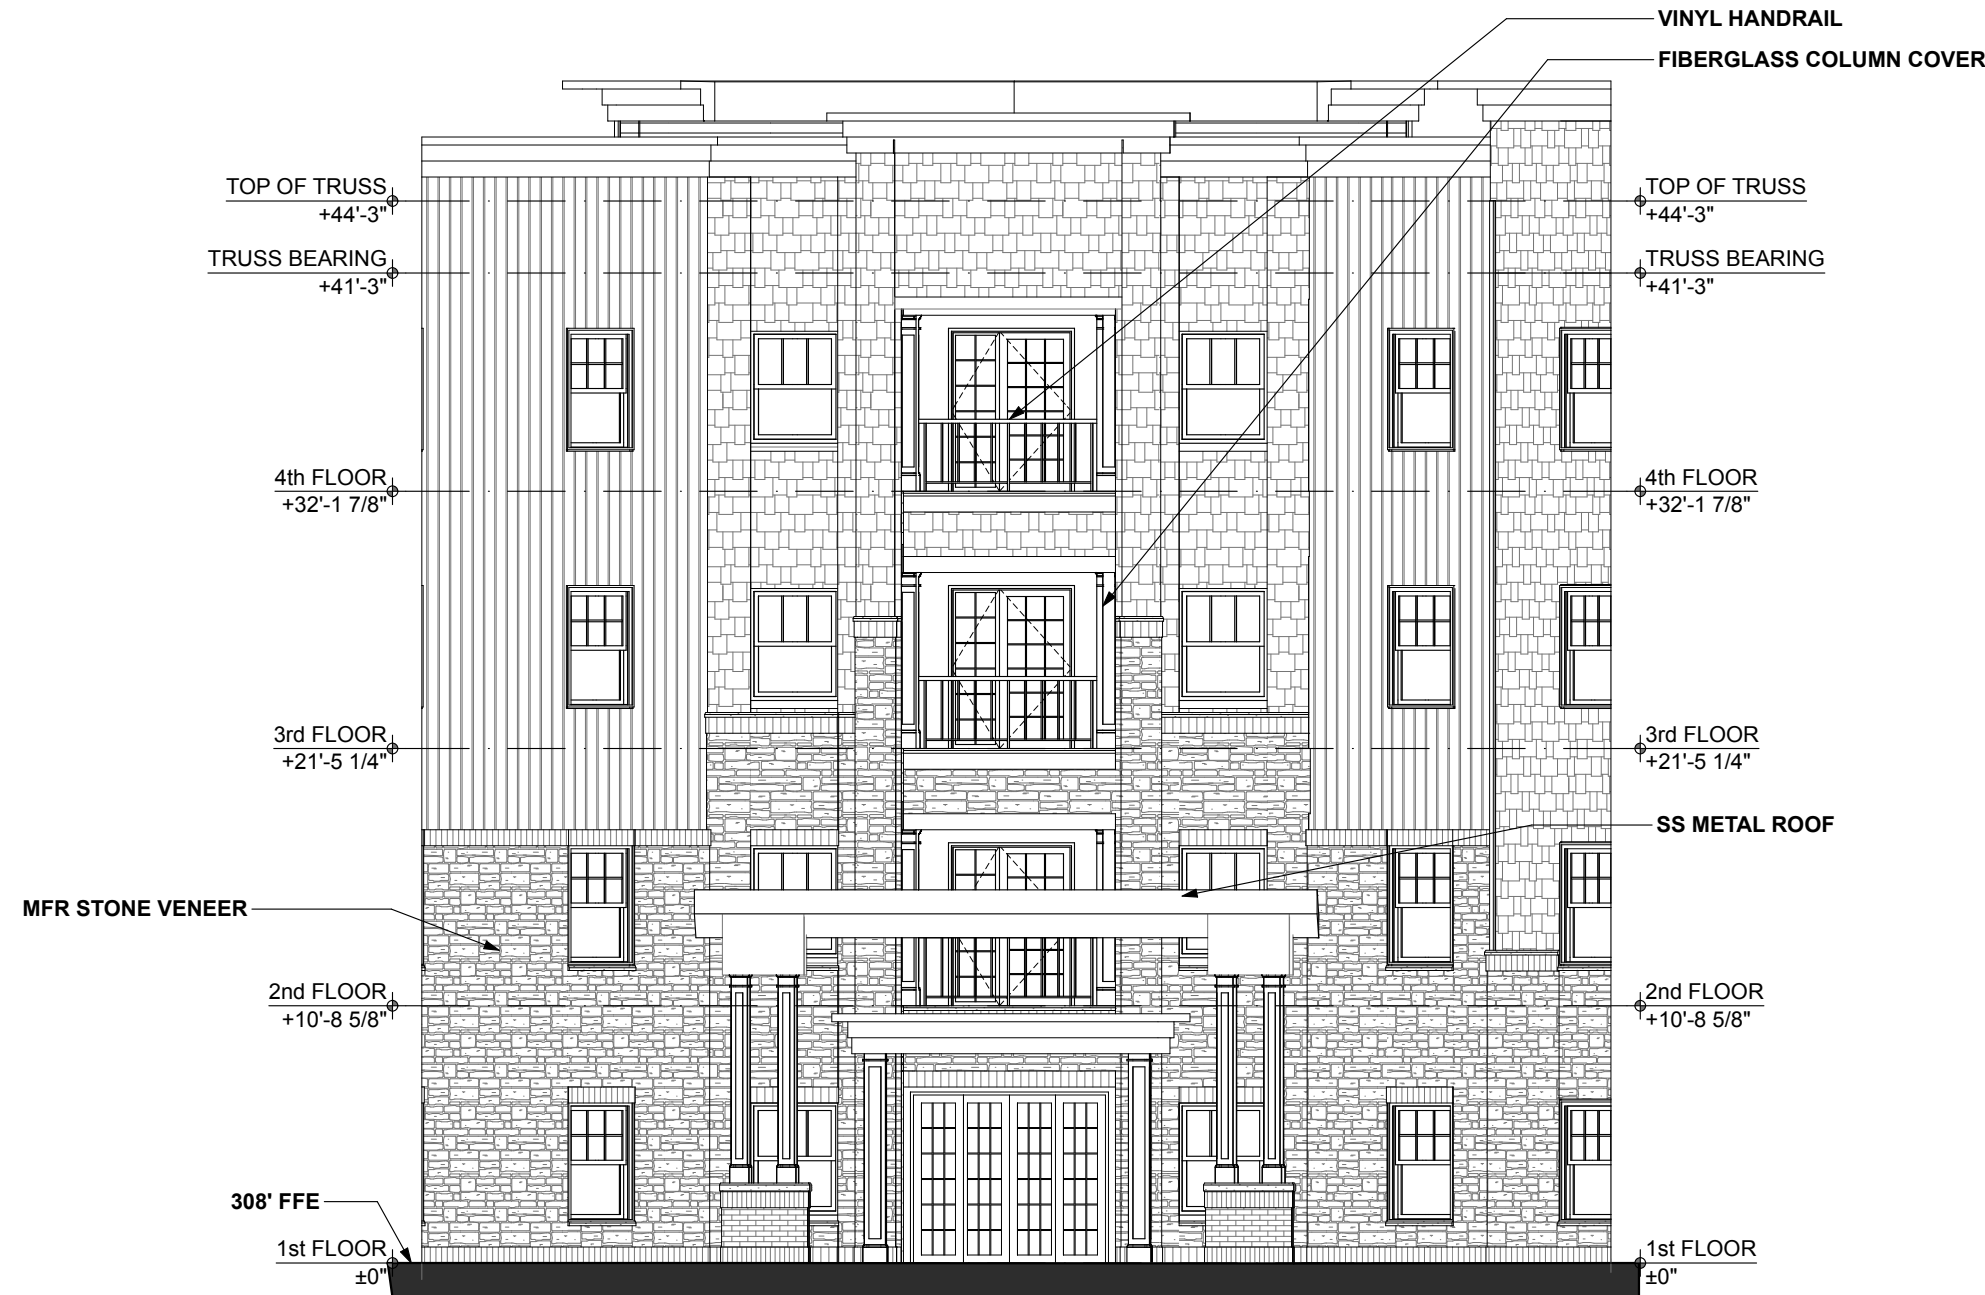 VINYL HANDRAIL
FIBERGLASS COLUMN COVER
TOP OF TRUSS
+44'-3"
TOP OF TRUSS
+44'-3"
TRUSS BEARING
+41'-3"
TRUSS BEARING
+41'-3"
4th FLOOR
+32'-1 7/8"
4th FLOOR
+32'-1 7/8"
3rd FLOOR
+21'-5 1/4"
3rd FLOOR
+21'-5 1/4"
SS METAL ROOF
MFR STONE VENEER
2nd FLOOR
+10'-8 5/8"
2nd FLOOR
+10'-8 5/8"
308' FFE
1st FLOOR
±0"
1st FLOOR
±0"